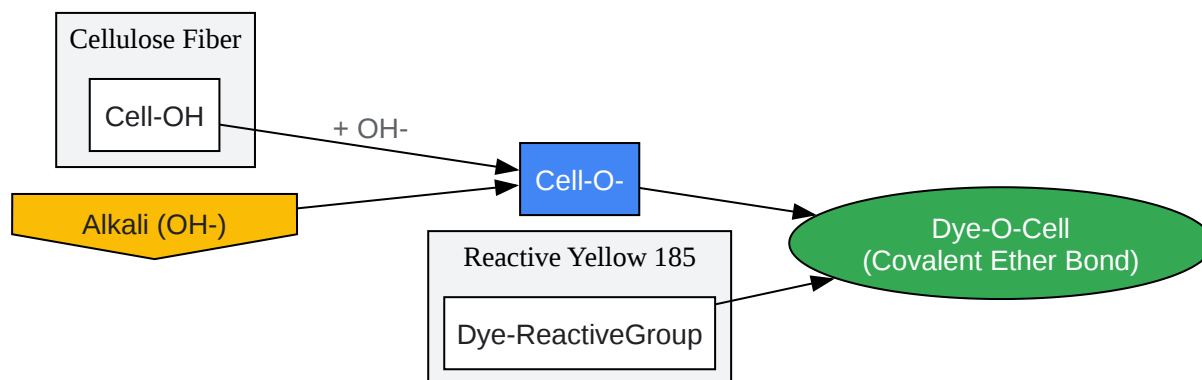 Cellulose Fiber
Cell-OH
+ OH-
Alkali (OH-)
Cell-O-
Reactive Yellow 185
Dye-ReactiveGroup
Dye-O-Cell
(Covalent Ether Bond)